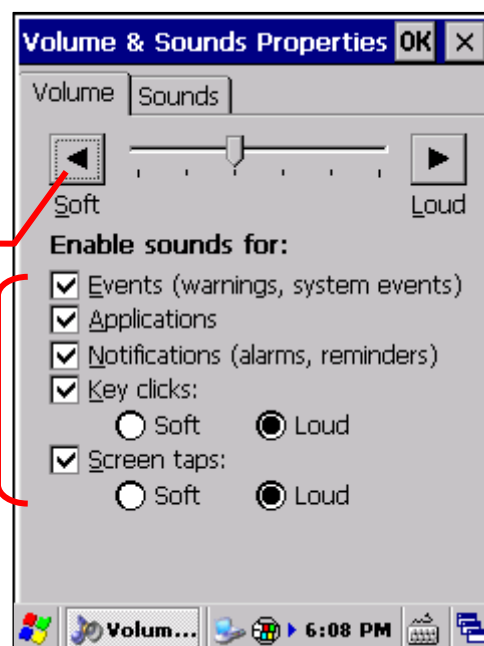 Volume & Sounds Properties OK ×
Volume Sounds
Soft Loud
Enable sounds for:
Events (warnings, system events)
Applications
Notifications (alarms, reminders)
Key clicks:
Soft Loud
Screen taps:
Soft Loud
Volum... 6:08 PM